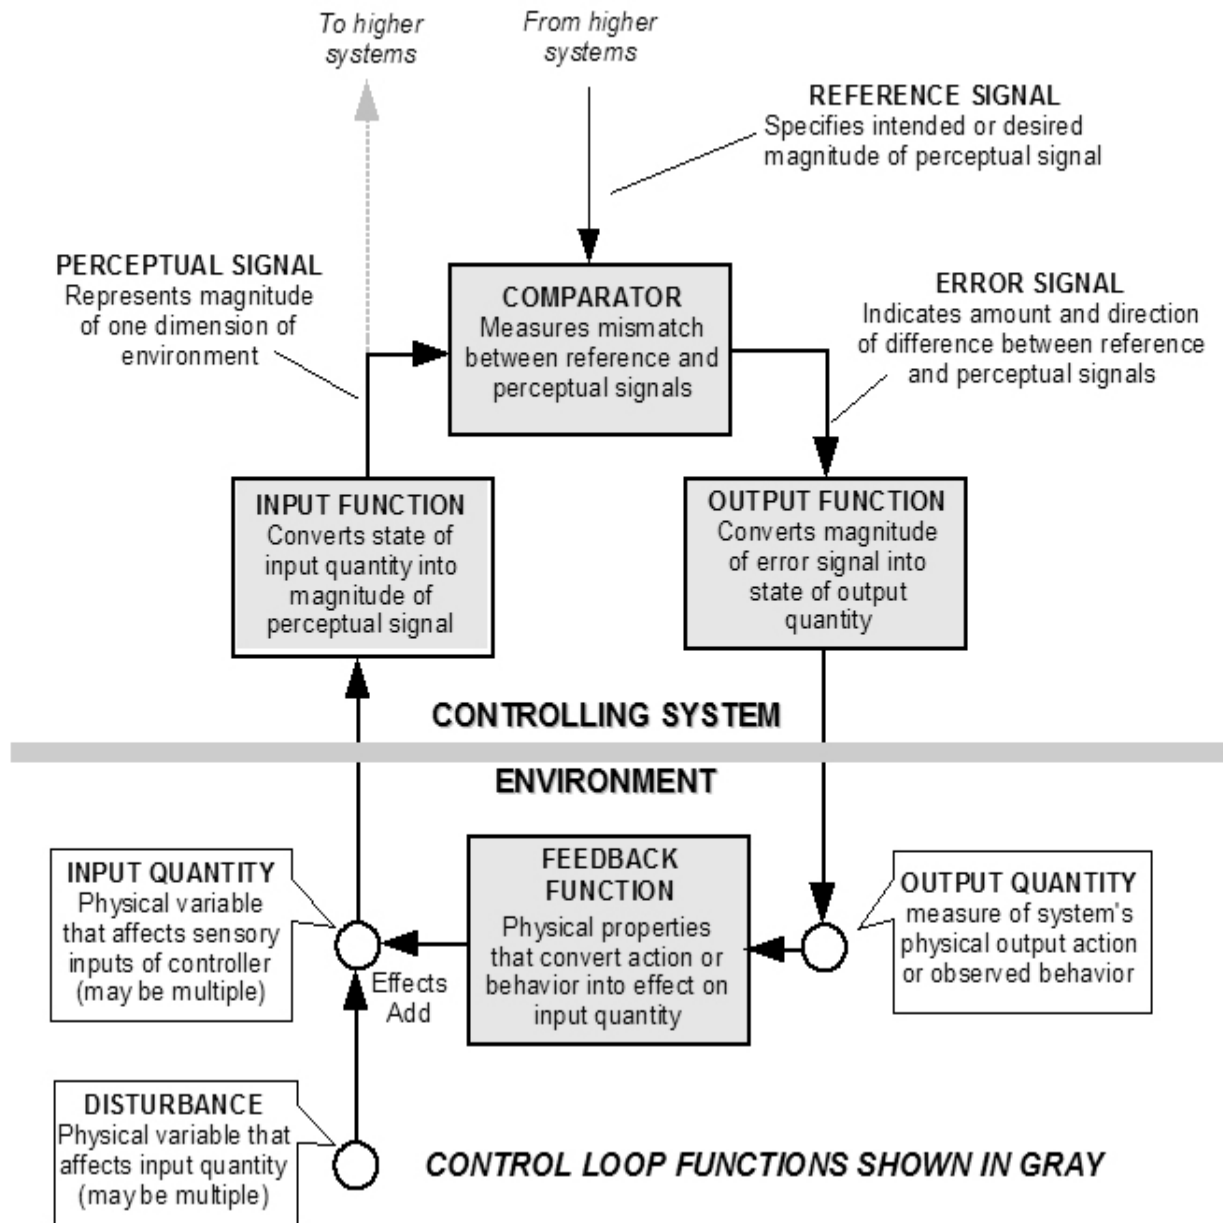 To higher
systems
From higher
systems
REFERENCE SIGNAL
Specifies intended or desired
magnitude of perceptual signal
PERCEPTUAL SIGNAL
Represents magnitude
of one dimension of
environment
COMPARATOR
Measures mismatch
between reference and
perceptual signals
ERROR SIGNAL
Indicates amount and direction
of difference between reference
and perceptual signals
INPUT FUNCTION
Converts state of
input quantity into
magnitude of
perceptual signal
OUTPUT FUNCTION
Converts magnitude
of error signal into
state of output
quantity
CONTROLLING SYSTEM
ENVIRONMENT
INPUT QUANTITY
Physical variable
that affects sensory
inputs of controller
(may be multiple)
Effects
Add
FEEDBACK
FUNCTION
Physical properties
that convert action or
behavior into effect on
input quantity
OUTPUT QUANTITY
measure of system's
physical output action
or observed behavior
DISTURBANCE
Physical variable that
affects input quantity
(may be multiple)
CONTROL LOOP FUNCTIONS SHOWN IN GRAY